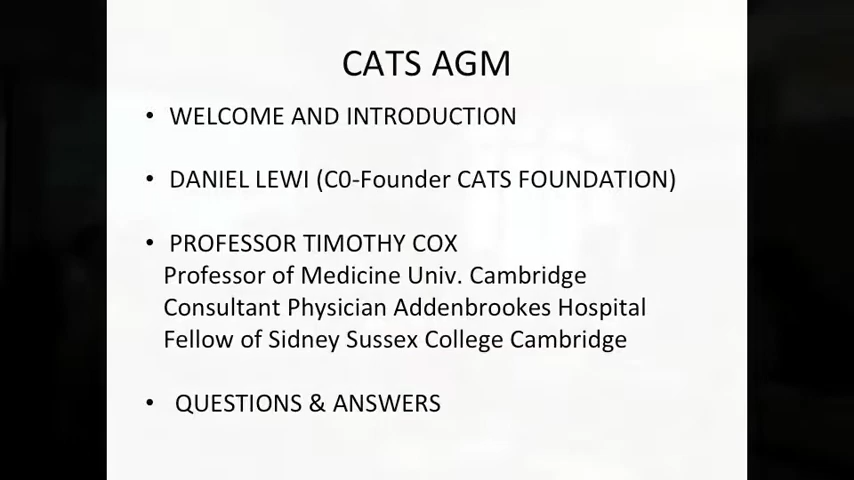 CATS AGM
• WELCOME AND INTRODUCTION
• DANIEL LEWI (C0-Founder CATS FOUNDATION)
• PROFESSOR TIMOTHY COX
Professor of Medicine Univ. Cambridge
Consultant Physician Addenbrookes Hospital
Fellow of Sidney Sussex College Cambridge
• QUESTIONS & ANSWERS